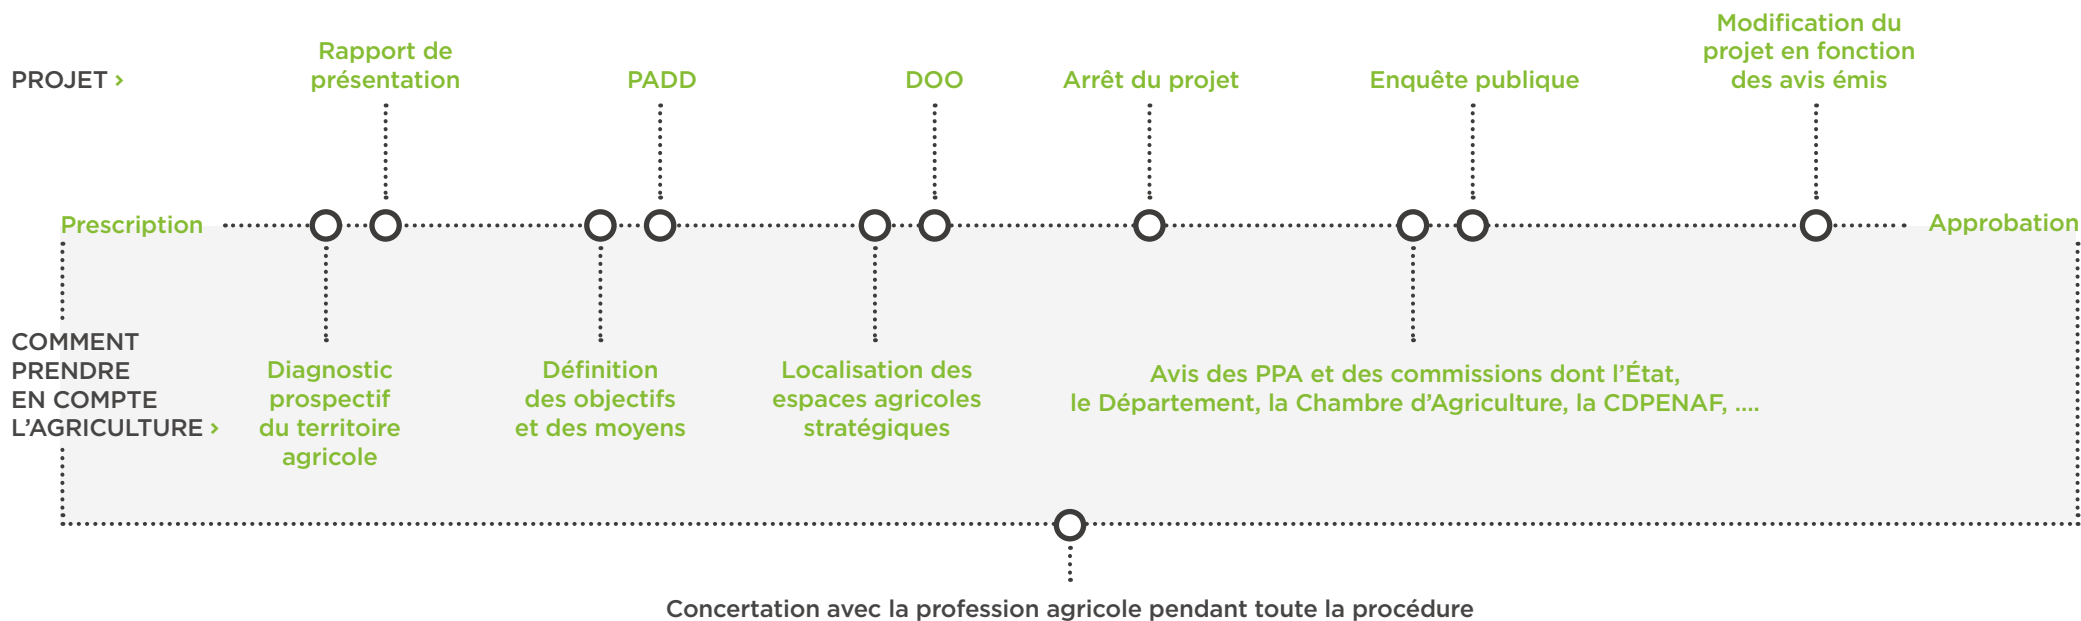 PROJET >
Rapport de
présentation
PADD
DOO
Arrêt du projet
Enquête publique
Modification du
projet en fonction
des avis émis
Prescription
Approbation
COMMENT
PRENDRE
EN COMPTE
L’AGRICULTURE >
Diagnostic
prospectif
du territoire
agricole
Définition
des objectifs
et des moyens
Localisation des
espaces agricoles
stratégiques
Avis des PPA et des commissions dont l’État,
le Département, la Chambre d’Agriculture, la CDPENAF, ....
Concertation avec la profession agricole pendant toute la procédure